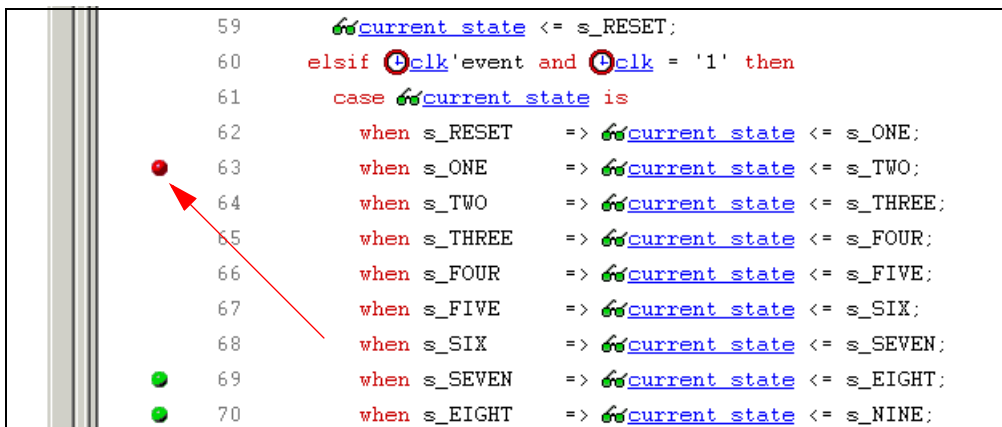 59 current_state <= s_RESET;
60 elsif clk'event and clk = '1' then
61 case current_state is
62 when s_RESET => current_state <= s_ONE;
63 when s_ONE => current_state <= s_TWO;
64 when s_TWO => current_state <= s_THREE;
65 when s_THREE => current_state <= s_FOUR;
66 when s_FOUR => current_state <= s_FIVE;
67 when s_FIVE => current_state <= s_SIX;
68 when s_SIX => current_state <= s_SEVEN;
69 when s_SEVEN => current_state <= s_EIGHT;
70 when s_EIGHT => current_state <= s_NINE;